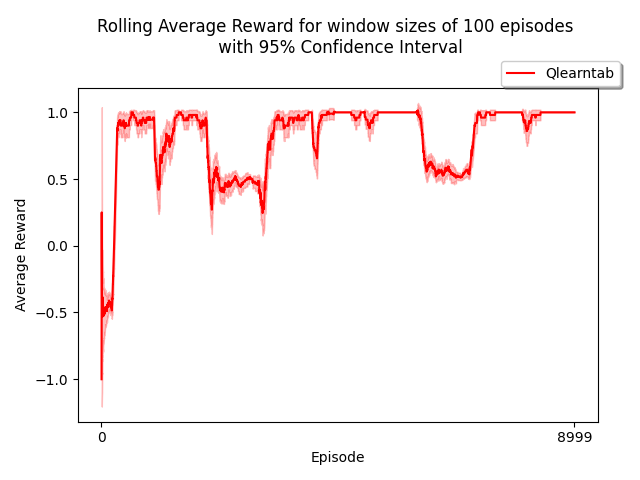 Rolling Average Reward for window sizes of 100 episodes
with 95% Confidence Interval
Qlearntab
1.0
0.5
0.0
−0.5
−1.0
Average Reward
0
8999
Episode